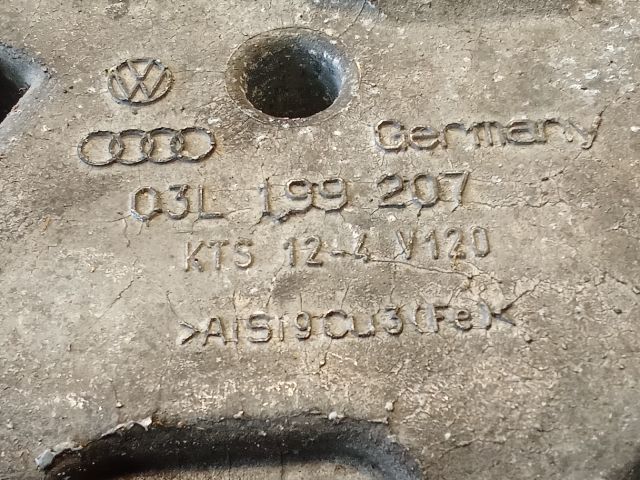 Germany
03L 199 207
KTS 12-4 V120
>AlSi9Cu3(Fe)<